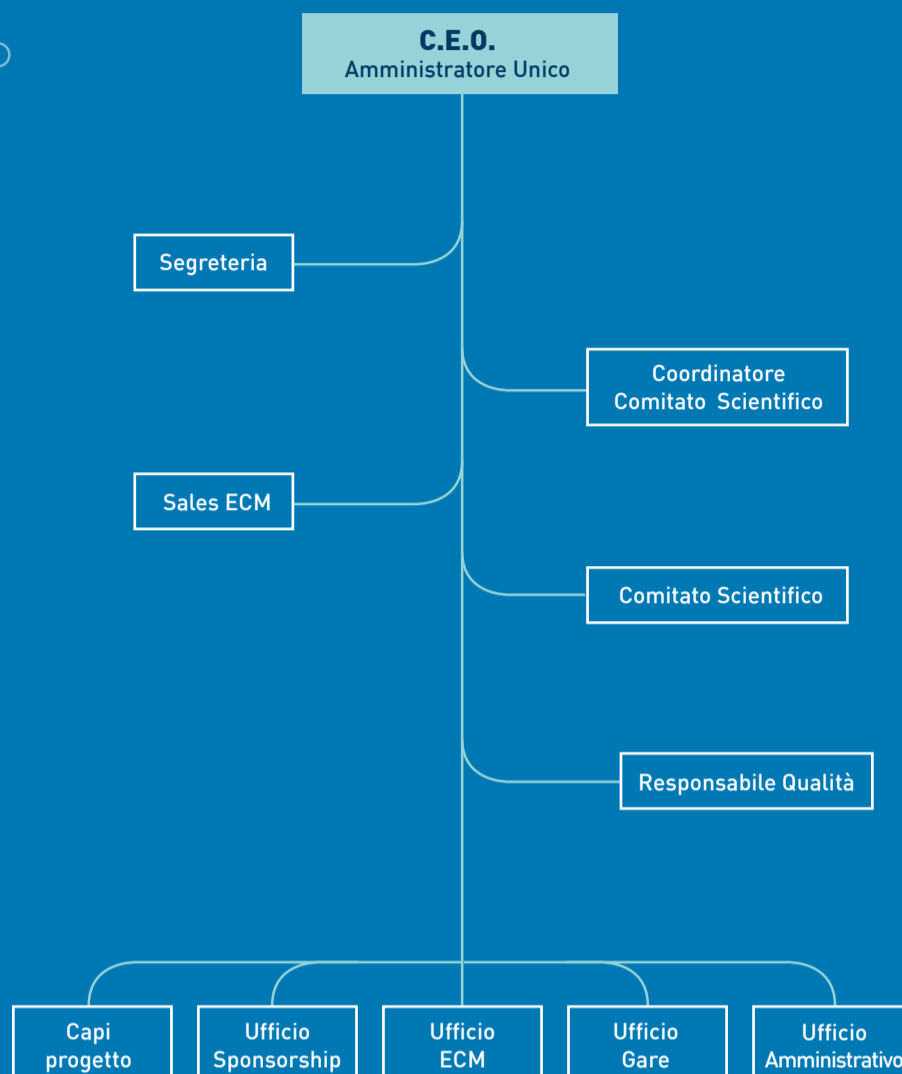 C.E.O.
Amministratore Unico
Segreteria
Coordinatore
Comitato Scientifico
Sales ECM
Comitato Scientifico
Responsabile Qualità
Capi
progetto
Ufficio
Sponsorship
Ufficio
ECM
Ufficio
Gare
Ufficio
Amministrativo